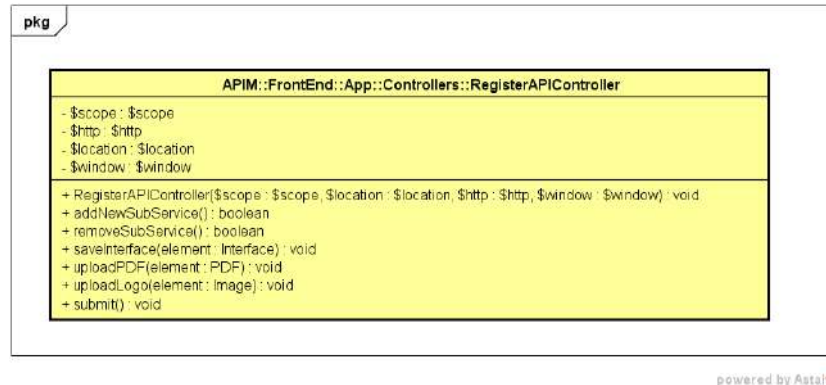 pkg
APIM::FrontEnd::App::Controllers::RegisterAPIController
- $scope : $scope
- $http : $http
- $location : $location
- $window : $window
+ RegisterAPIController($scope : $scope, $location : $location, $http : $http, $window : $window) : void
+ addNewSubService() : boolean
+ removeSubService() : boolean
+ saveInterface(element : Interface) : void
+ uploadPDF(element : PDF) : void
+ uploadLogo(element : Image) : void
+ submit() : void
powered by Asta